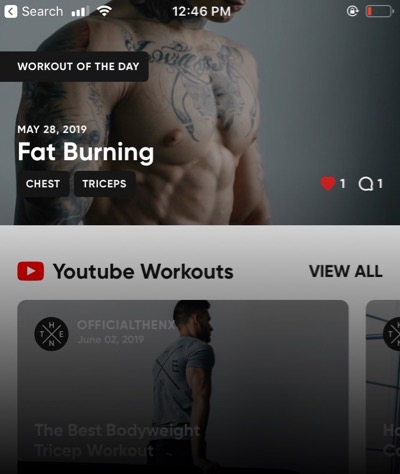 Search
12:46 PM
WORKOUT OF THE DAY
MAY 28, 2019
Fat Burning
CHEST TRICEPS
1 1
Youtube Workouts
VIEW ALL
H
T E
N
OFFICIALTHENX
June 02, 2019
The Best Bodyweight
Tricep Workout